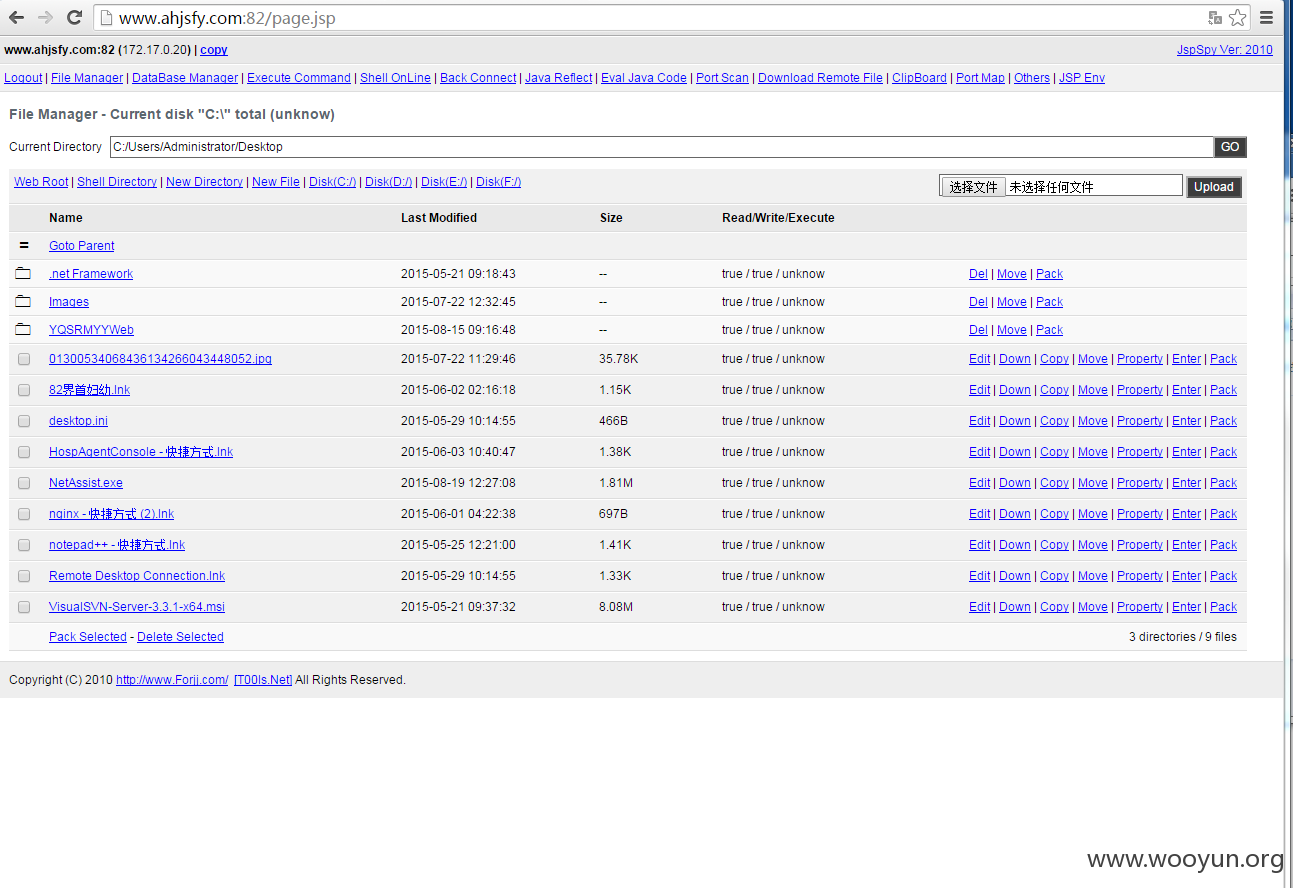 www.ahjsfy.com:82/page.jsp
www.ahjsfy.com:82 (172.17.0.20) | copy JspSpy Ver: 2010
Logout | File Manager | DataBase Manager | Execute Command | Shell OnLine | Back Connect | Java Reflect | Eval Java Code | Port Scan | Download Remote File | ClipBoard | Port Map | Others | JSP Env
File Manager - Current disk "C:\" total (unknow)
Current Directory C:/Users/Administrator/Desktop GO
Web Root | Shell Directory | New Directory | New File | Disk(C:/) | Disk(D:/) | Disk(E:/) | Disk(F:/) 选择文件 未选择任何文件 Upload
Name Last Modified Size Read/Write/Execute
= Goto Parent
.net Framework 2015-05-21 09:18:43 -- true / true / unknow Del | Move | Pack
Images 2015-07-22 12:32:45 -- true / true / unknow Del | Move | Pack
YQSRMYYWeb 2015-08-15 09:16:48 -- true / true / unknow Del | Move | Pack
01300534068436134266043448052.jpg 2015-07-22 11:29:46 35.78K true / true / unknow Edit | Down | Copy | Move | Property | Enter | Pack
82界首妇幼.lnk 2015-06-02 02:16:18 1.15K true / true / unknow Edit | Down | Copy | Move | Property | Enter | Pack
desktop.ini 2015-05-29 10:14:55 466B true / true / unknow Edit | Down | Copy | Move | Property | Enter | Pack
HospAgentConsole - 快捷方式.lnk 2015-06-03 10:40:47 1.38K true / true / unknow Edit | Down | Copy | Move | Property | Enter | Pack
NetAssist.exe 2015-08-19 12:27:08 1.81M true / true / unknow Edit | Down | Copy | Move | Property | Enter | Pack
nginx - 快捷方式 (2).lnk 2015-06-01 04:22:38 697B true / true / unknow Edit | Down | Copy | Move | Property | Enter | Pack
notepad++ - 快捷方式.lnk 2015-05-25 12:21:00 1.41K true / true / unknow Edit | Down | Copy | Move | Property | Enter | Pack
Remote Desktop Connection.lnk 2015-05-29 10:14:55 1.33K true / true / unknow Edit | Down | Copy | Move | Property | Enter | Pack
VisualSVN-Server-3.3.1-x64.msi 2015-05-21 09:37:32 8.08M true / true / unknow Edit | Down | Copy | Move | Property | Enter | Pack
Pack Selected - Delete Selected 3 directories / 9 files
Copyright (C) 2010 http://www.Forjj.com/ [T00ls.Net] All Rights Reserved.
www.wooyun.org